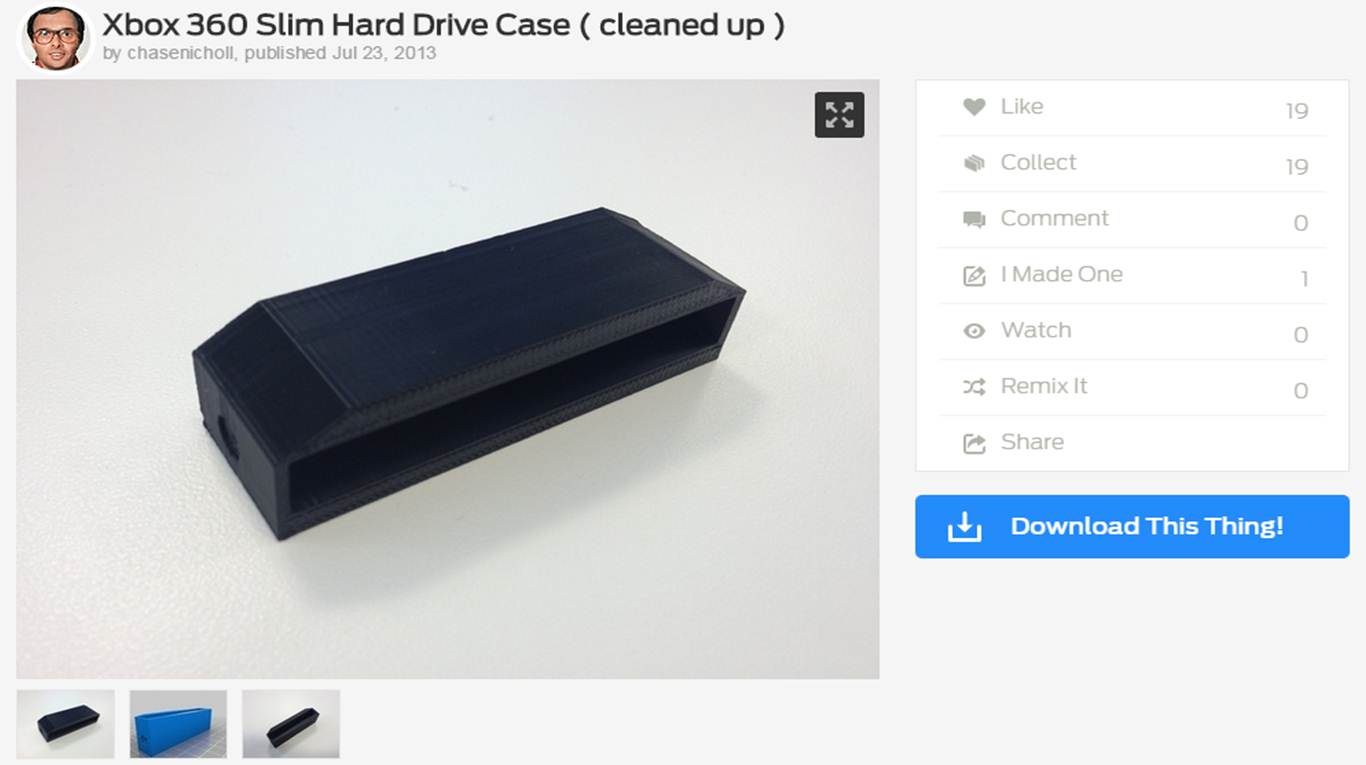 Xbox 360 Slim Hard Drive Case ( cleaned up )
by chasenicholl, published Jul 23, 2013
Like 19
Collect 19
Comment 0
I Made One 1
Watch 0
Remix It 0
Share
Download This Thing!